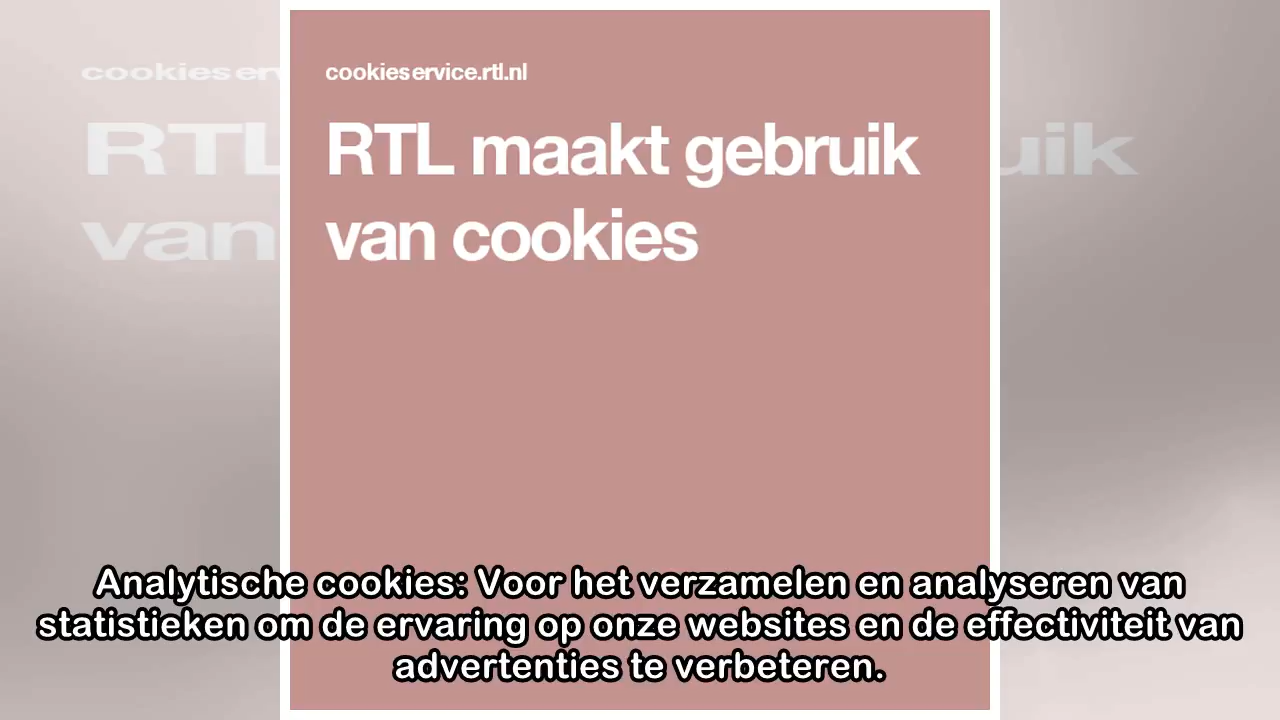 cookieservice.rtl.nl
RTL maakt gebruik
van cookies
Analytische cookies: Voor het verzamelen en analyseren van
statistieken om de ervaring op onze websites en de effectiviteit van
advertenties te verbeteren.